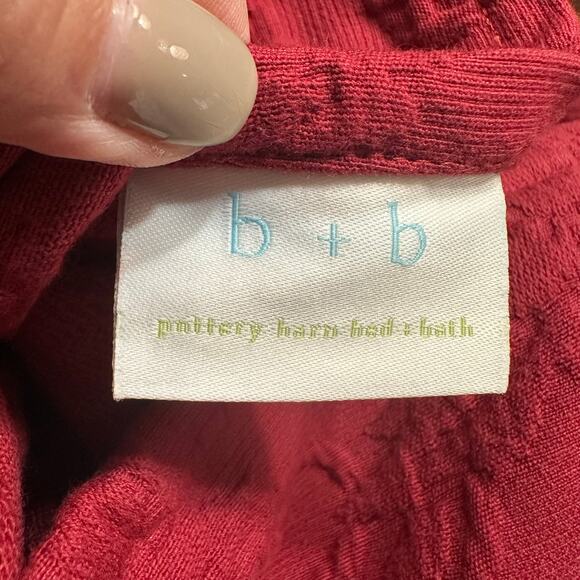 b + b
pottery barn bed + bath